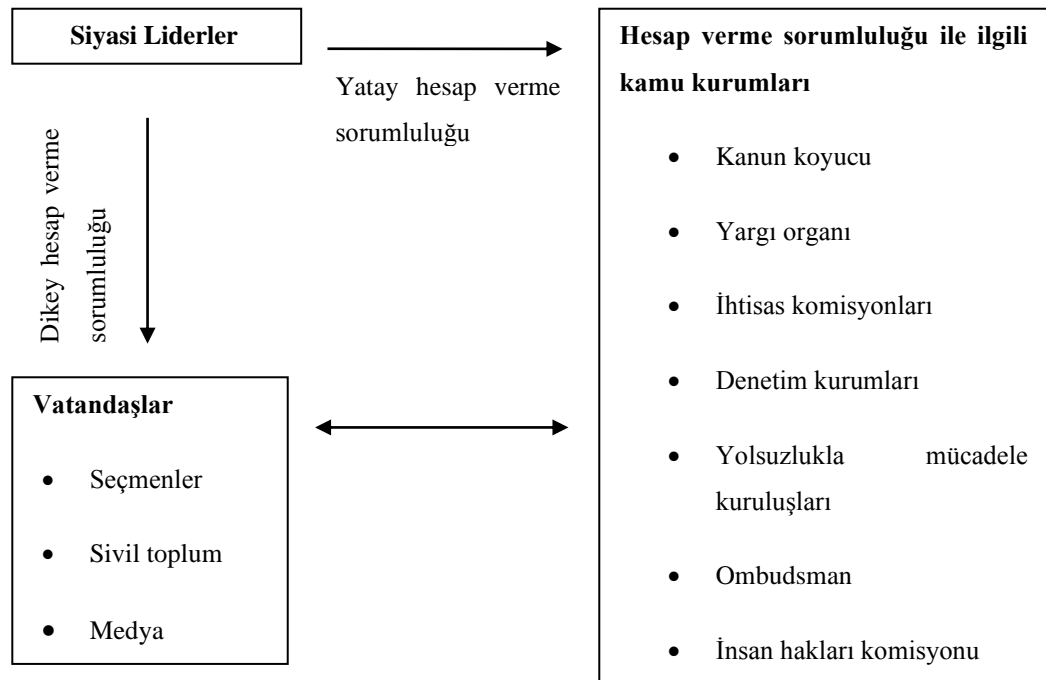 Siyasi Liderler
Yatay hesap verme
sorumluluğu
Dikey hesap verme
sorumluluğu
Vatandaşlar
• Seçmenler
• Sivil toplum
• Medya
Hesap verme sorumluluğu ile ilgili
kamu kurumları
• Kanun koyucu
• Yargı organı
• İhtisas komisyonları
• Denetim kurumları
• Yolsuzlukla mücadele
kuruluşları
• Ombudsman
• İnsan hakları komisyonu